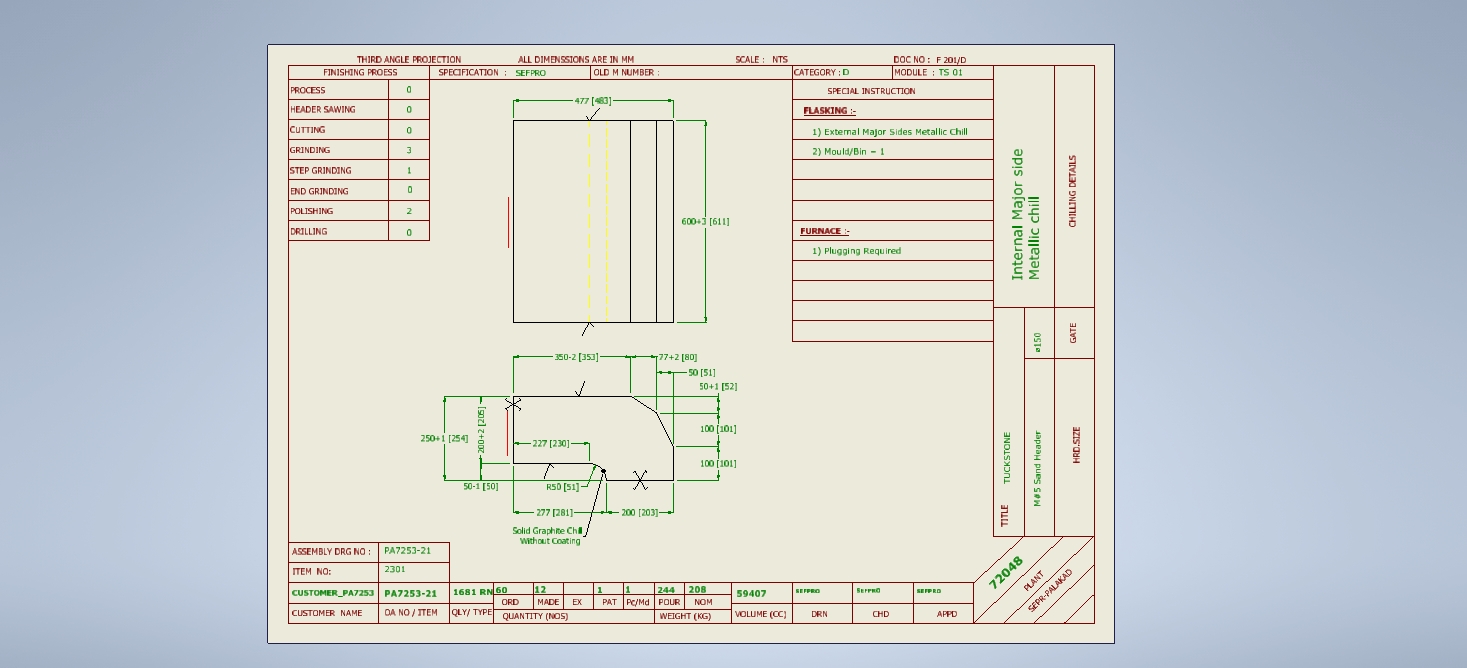 THIRD ANGLE PROJECTION ALL DIMENSSIONS ARE IN MM SCALE : NTS DOC NO : F 201/D
FINISHING PROESS SPECIFICATION : SEFPRO OLD M NUMBER : CATEGORY : D MODULE : TS 01
PROCESS 0
HEADER SAWING 0
CUTTING 0
GRINDING 3
STEP GRINDING 1
END GRINDING 0
POLISHING 2
DRILLING 0
SPECIAL INSTRUCTION
FLASKING :-
1) External Major Sides Metallic Chill
2) Mould/Bin - 1
FURNACE :-
1) Plugging Required
Internal Major side
Metallic chill
CHILLING DETAILS
ø150
GATE
TITLE TUCKSTONE
M#5 Sand Header
HRD.SIZE
477 [483]
600+3 [611]
350-2 [353]
77+2 [80]
50 [51]
50+1 [52]
250+1 [254]
200+2 [205]
227 [230]
100 [101]
100 [101]
50-1 [50]
R50 [51]
277 [281]
200 [203]
Solid Graphite Chill
Without Coating
ASSEMBLY DRG NO : PA7253-21
ITEM NO: 2301
CUSTOMER_PA7253 PA7253-21 1681 RN 60 12 1 1 244 208 59407 SEFPRO SEFPRO SEFPRO
ORD MADE EX PAT Pc/Md POUR NOM
CUSTOMER NAME OA NO / ITEM QLY/ TYPE QUANTITY (NOS) WEIGHT (KG) VOLUME (CC) DRN CHD APPD
72048
PLANT
SEPR-PALAKAD